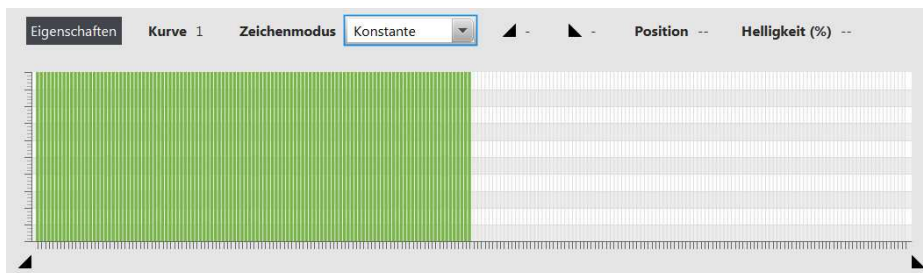 Eigenschaften Kurve 1 Zeichenmodus Konstante - - Position -- Helligkeit (%) --